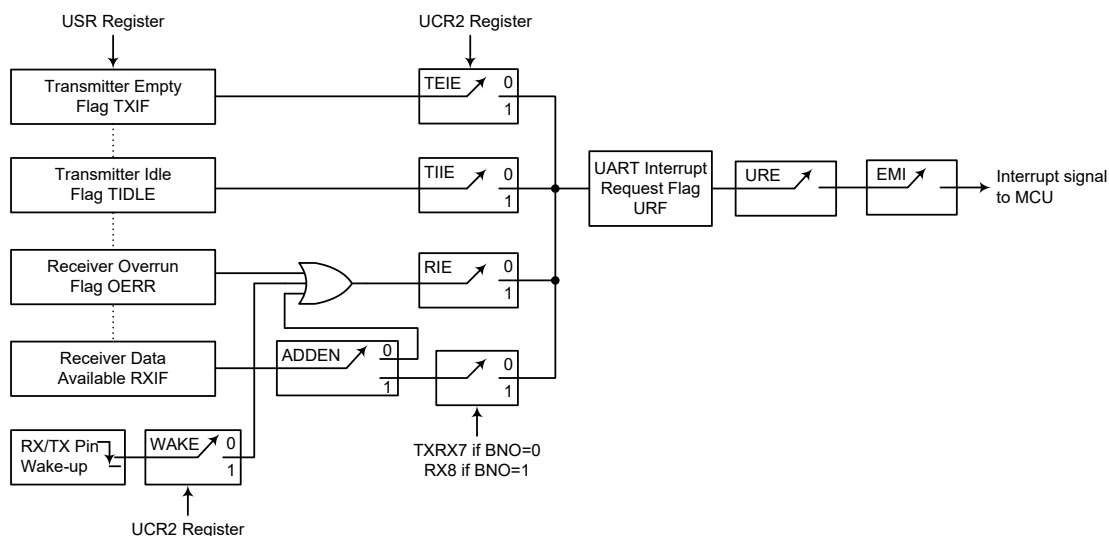 USR Register
UCR2 Register
Transmitter Empty
Flag TXIF
TEIE
0
1
Transmitter Idle
Flag TIDLE
TIIE
0
1
UART Interrupt
Request Flag
URF
URE
EMI
Interrupt signal
to MCU
Receiver Overrun
Flag OERR
RIE
0
1
Receiver Data
Available RXIF
ADDEN
0
1
0
1
RX/TX Pin
Wake-up
WAKE
0
1
TXRX7 if BNO=0
RX8 if BNO=1
UCR2 Register